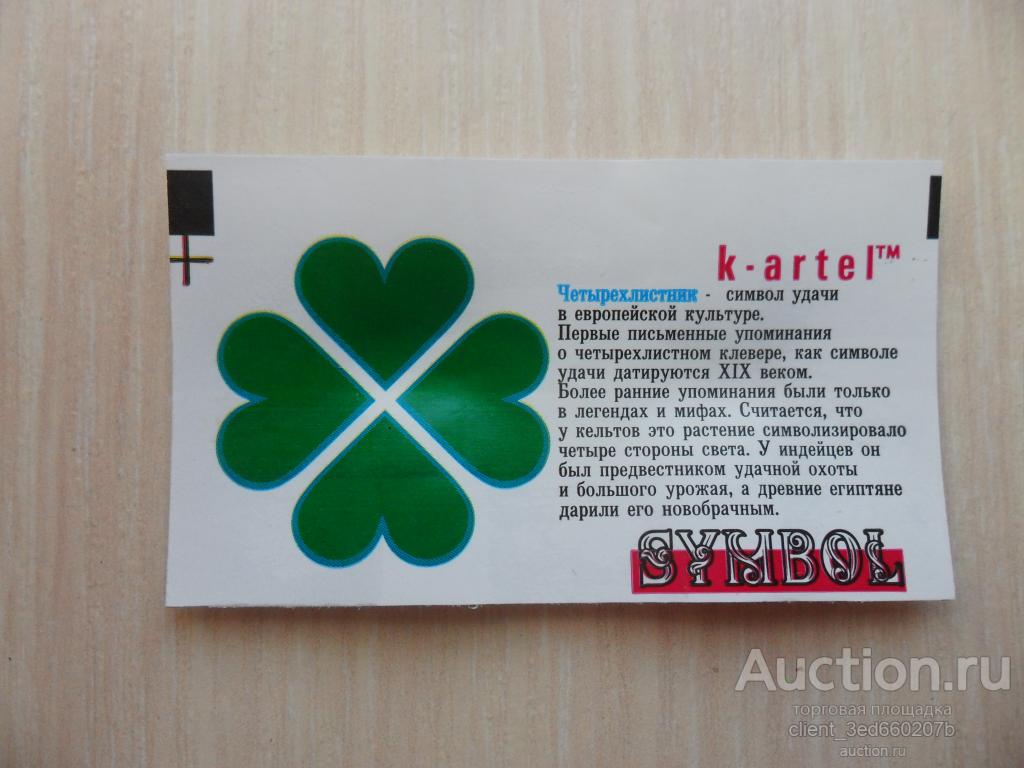 k-artel™
Четырехлистник - символ удачи
в европейской культуре.
Первые письменные упоминания
о четырехлистном клевере, как символе
удачи датируются XIX веком.
Более ранние упоминания были только
в легендах и мифах. Считается, что
у кельтов это растение символизировало
четыре стороны света. У индейцев он
был предвестником удачной охоты
и большого урожая, а древние египтяне
дарили его новобрачным.
SYMBOL
Auction.ru
торговая площадка
client_3ed660207b
auction.ru